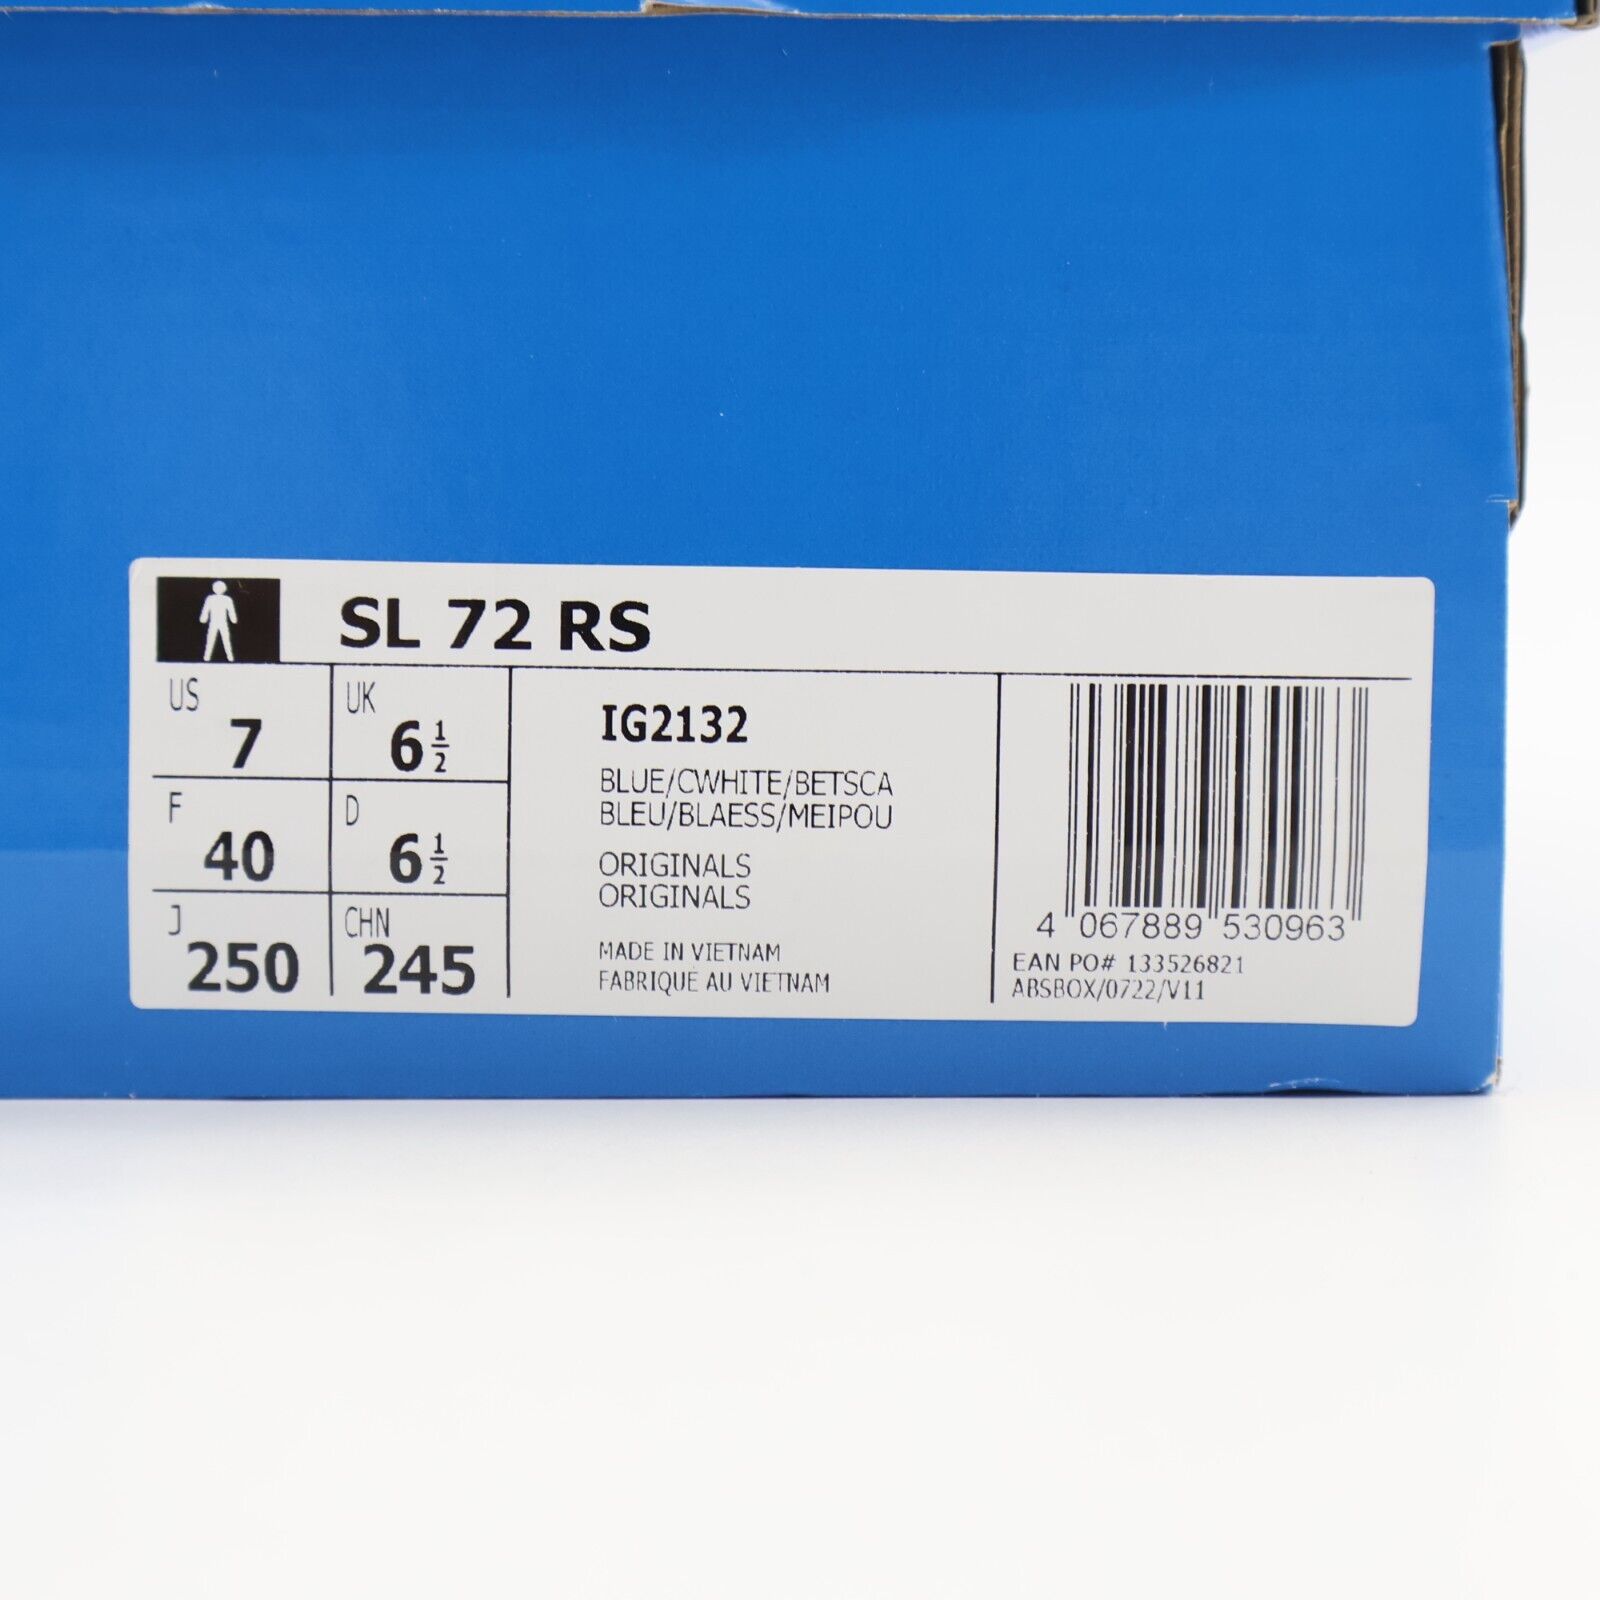 SL 72 RS
US 7 UK 6 1/2
F 40 D 6 1/2
J 250 CHN 245
IG2132
BLUE/CWHITE/BETSCA
BLEU/BLAESS/MEIPOU
ORIGINALS
ORIGINALS
MADE IN VIETNAM
FABRIQUÉ AU VIETNAM
4 067889 530963
EAN PO# 133526821
ABSBOX/0722/V11